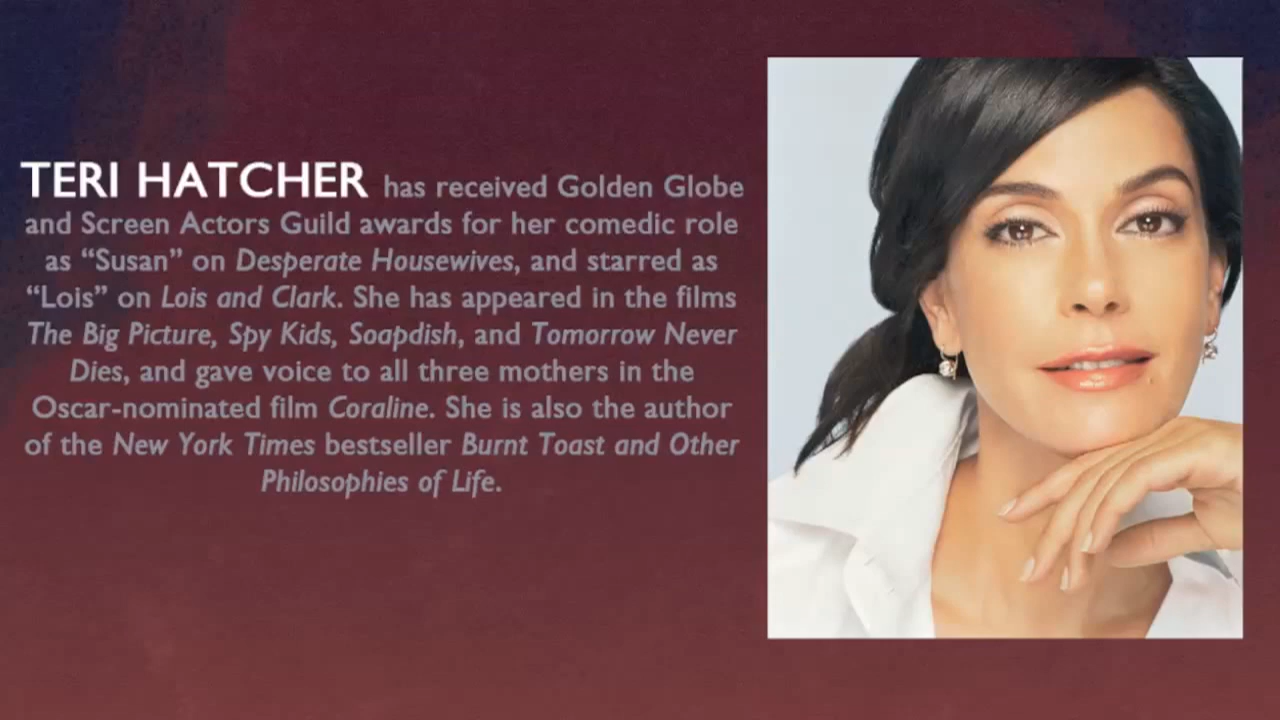 TERI HATCHER has received Golden Globe
and Screen Actors Guild awards for her comedic role
as “Susan” on Desperate Housewives, and starred as
“Lois” on Lois and Clark. She has appeared in the films
The Big Picture, Spy Kids, Soapdish, and Tomorrow Never
Dies, and gave voice to all three mothers in the
Oscar-nominated film Coraline. She is also the author
of the New York Times bestseller Burnt Toast and Other
Philosophies of Life.